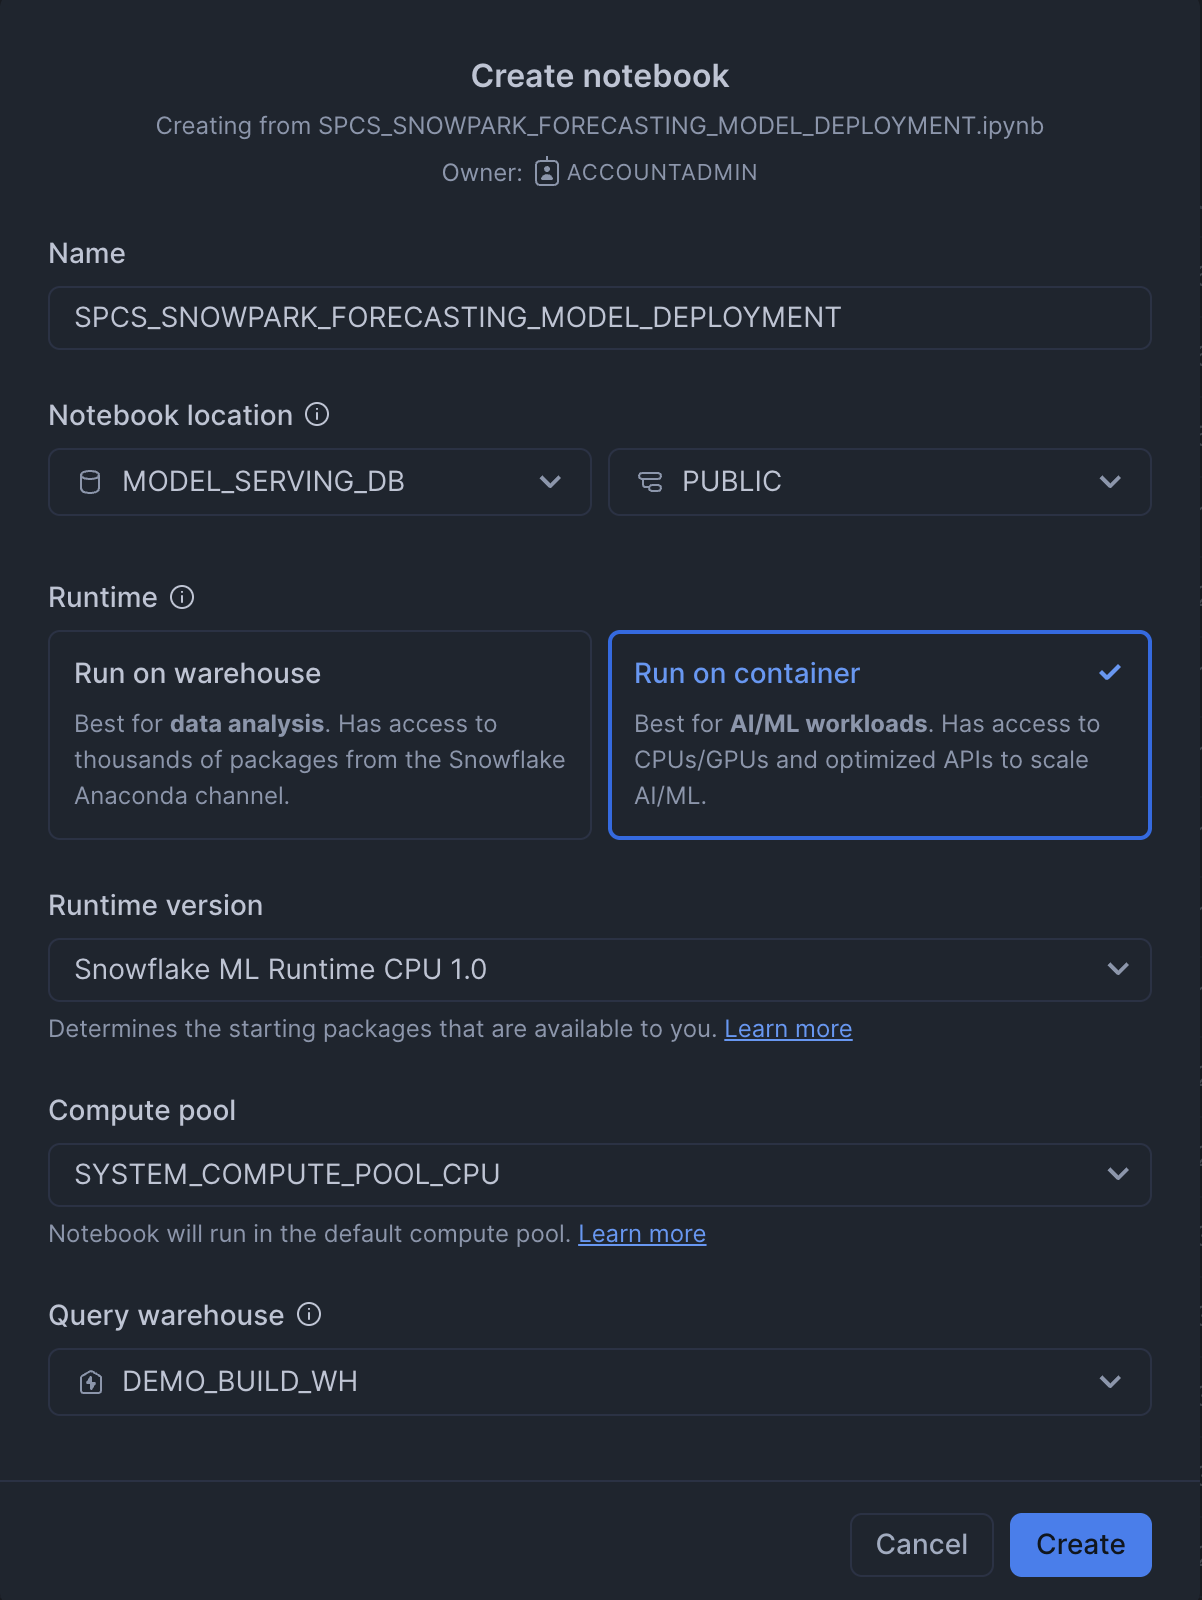 Create notebook
Creating from SPCS_SNOWPARK_FORECASTING_MODEL_DEPLOYMENT.ipynb
Owner: ACCOUNTADMIN
Name
SPCS_SNOWPARK_FORECASTING_MODEL_DEPLOYMENT
Notebook location
MODEL_SERVING_DB
PUBLIC
Runtime
Run on warehouse
Best for data analysis. Has access to
thousands of packages from the Snowflake
Anaconda channel.
Run on container
Best for AI/ML workloads. Has access to
CPUs/GPUs and optimized APIs to scale
AI/ML.
Runtime version
Snowflake ML Runtime CPU 1.0
Determines the starting packages that are available to you. Learn more
Compute pool
SYSTEM_COMPUTE_POOL_CPU
Notebook will run in the default compute pool. Learn more
Query warehouse
DEMO_BUILD_WH
Cancel
Create